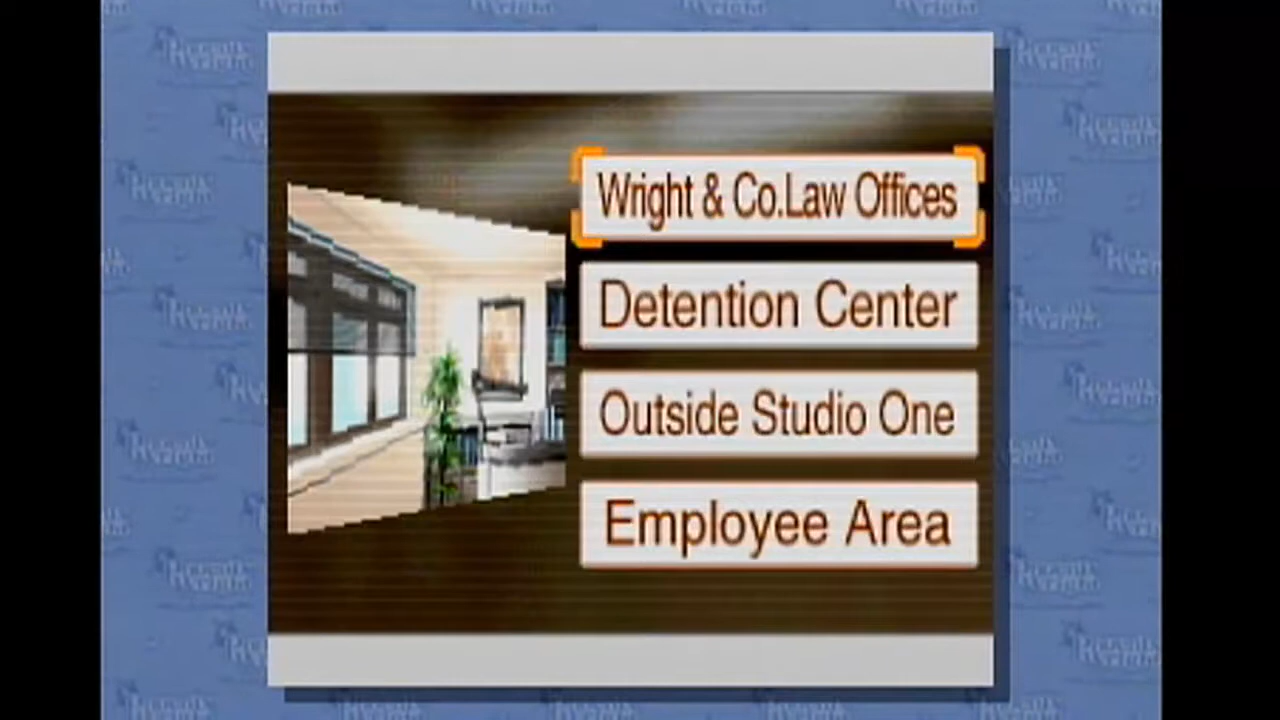 Wright & Co.Law Offices
Detention Center
Outside Studio One
Employee Area